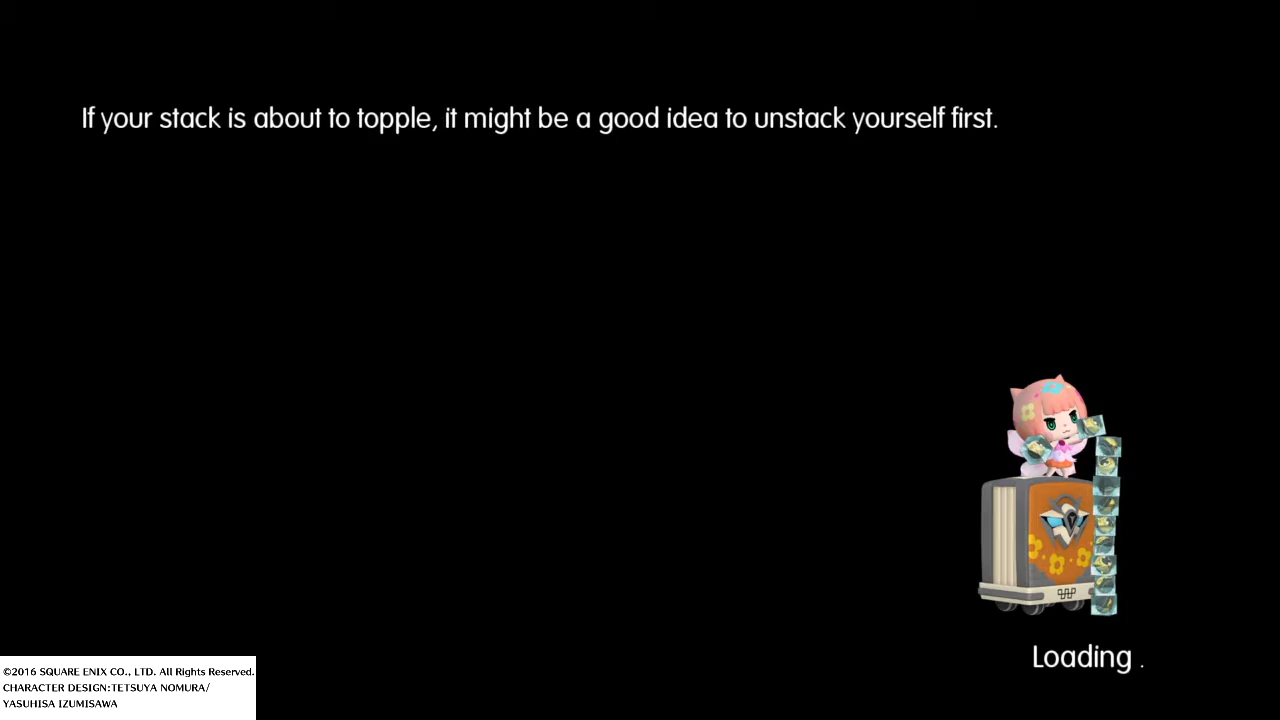 If your stack is about to topple, it might be a good idea to unstack yourself first.
Loading .
©2016 SQUARE ENIX CO., LTD. All Rights Reserved.
CHARACTER DESIGN:TETSUYA NOMURA/
YASUHISA IZUMISAWA